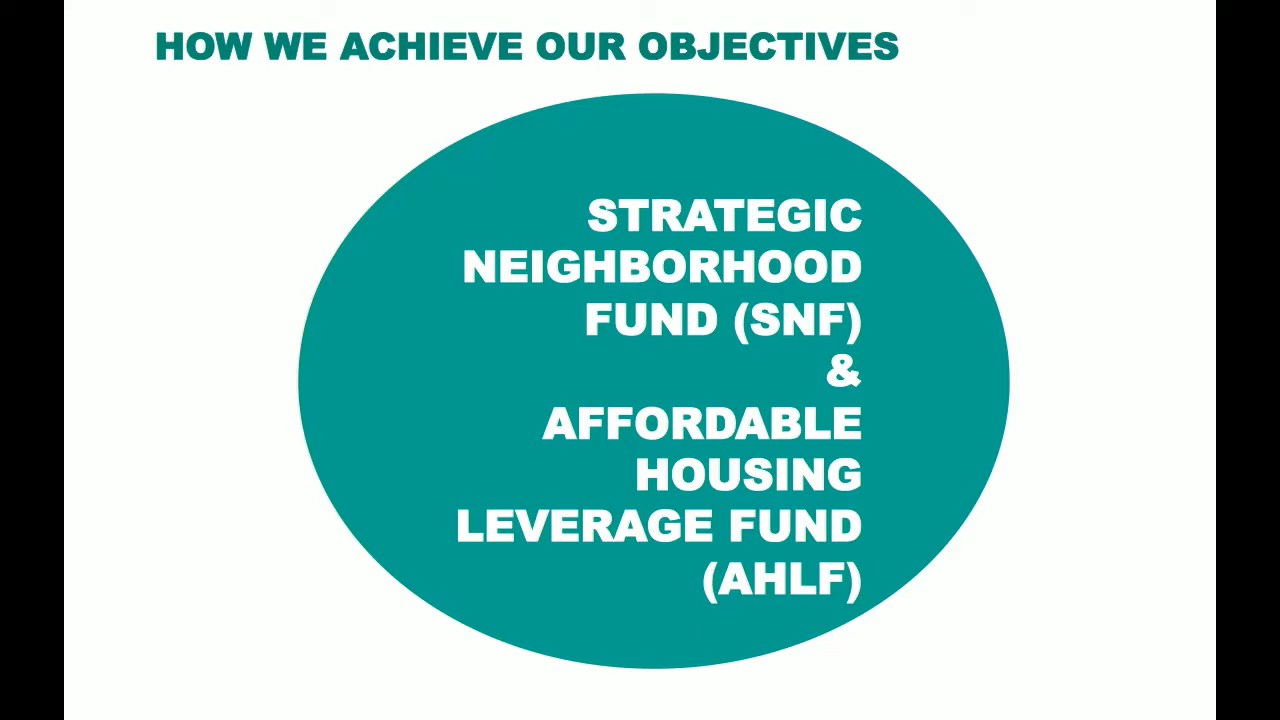 HOW WE ACHIEVE OUR OBJECTIVES
STRATEGIC
NEIGHBORHOOD
FUND (SNF)
&
AFFORDABLE
HOUSING
LEVERAGE FUND
(AHLF)